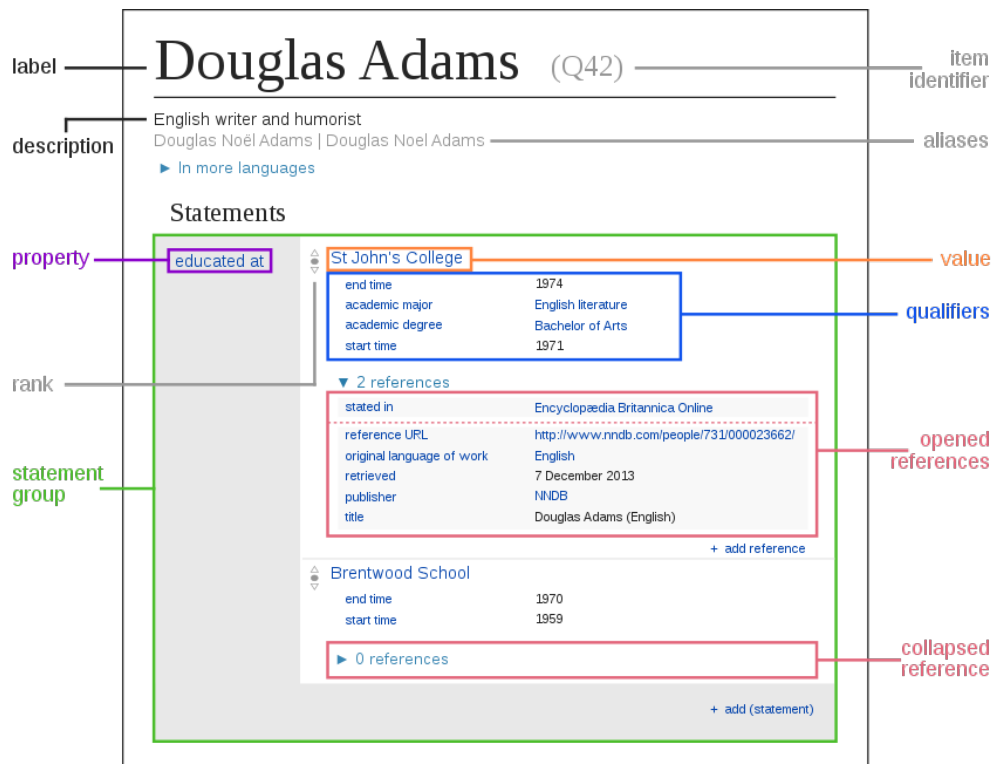 label
Douglas Adams (Q42)
item
identifier
description
English writer and humorist
Douglas Noël Adams | Douglas Noel Adams
aliases
► In more languages
Statements
property
educated at
St John's College
value
end time 1974
academic major English literature
academic degree Bachelor of Arts
start time 1971
qualifiers
rank
▼ 2 references
stated in Encyclopædia Britannica Online
reference URL http://www.nndb.com/people/731/000023662/
original language of work English
retrieved 7 December 2013
publisher NNDB
title Douglas Adams (English)
opened
references
statement
group
+ add reference
Brentwood School
end time 1970
start time 1959
► 0 references
collapsed
reference
+ add (statement)